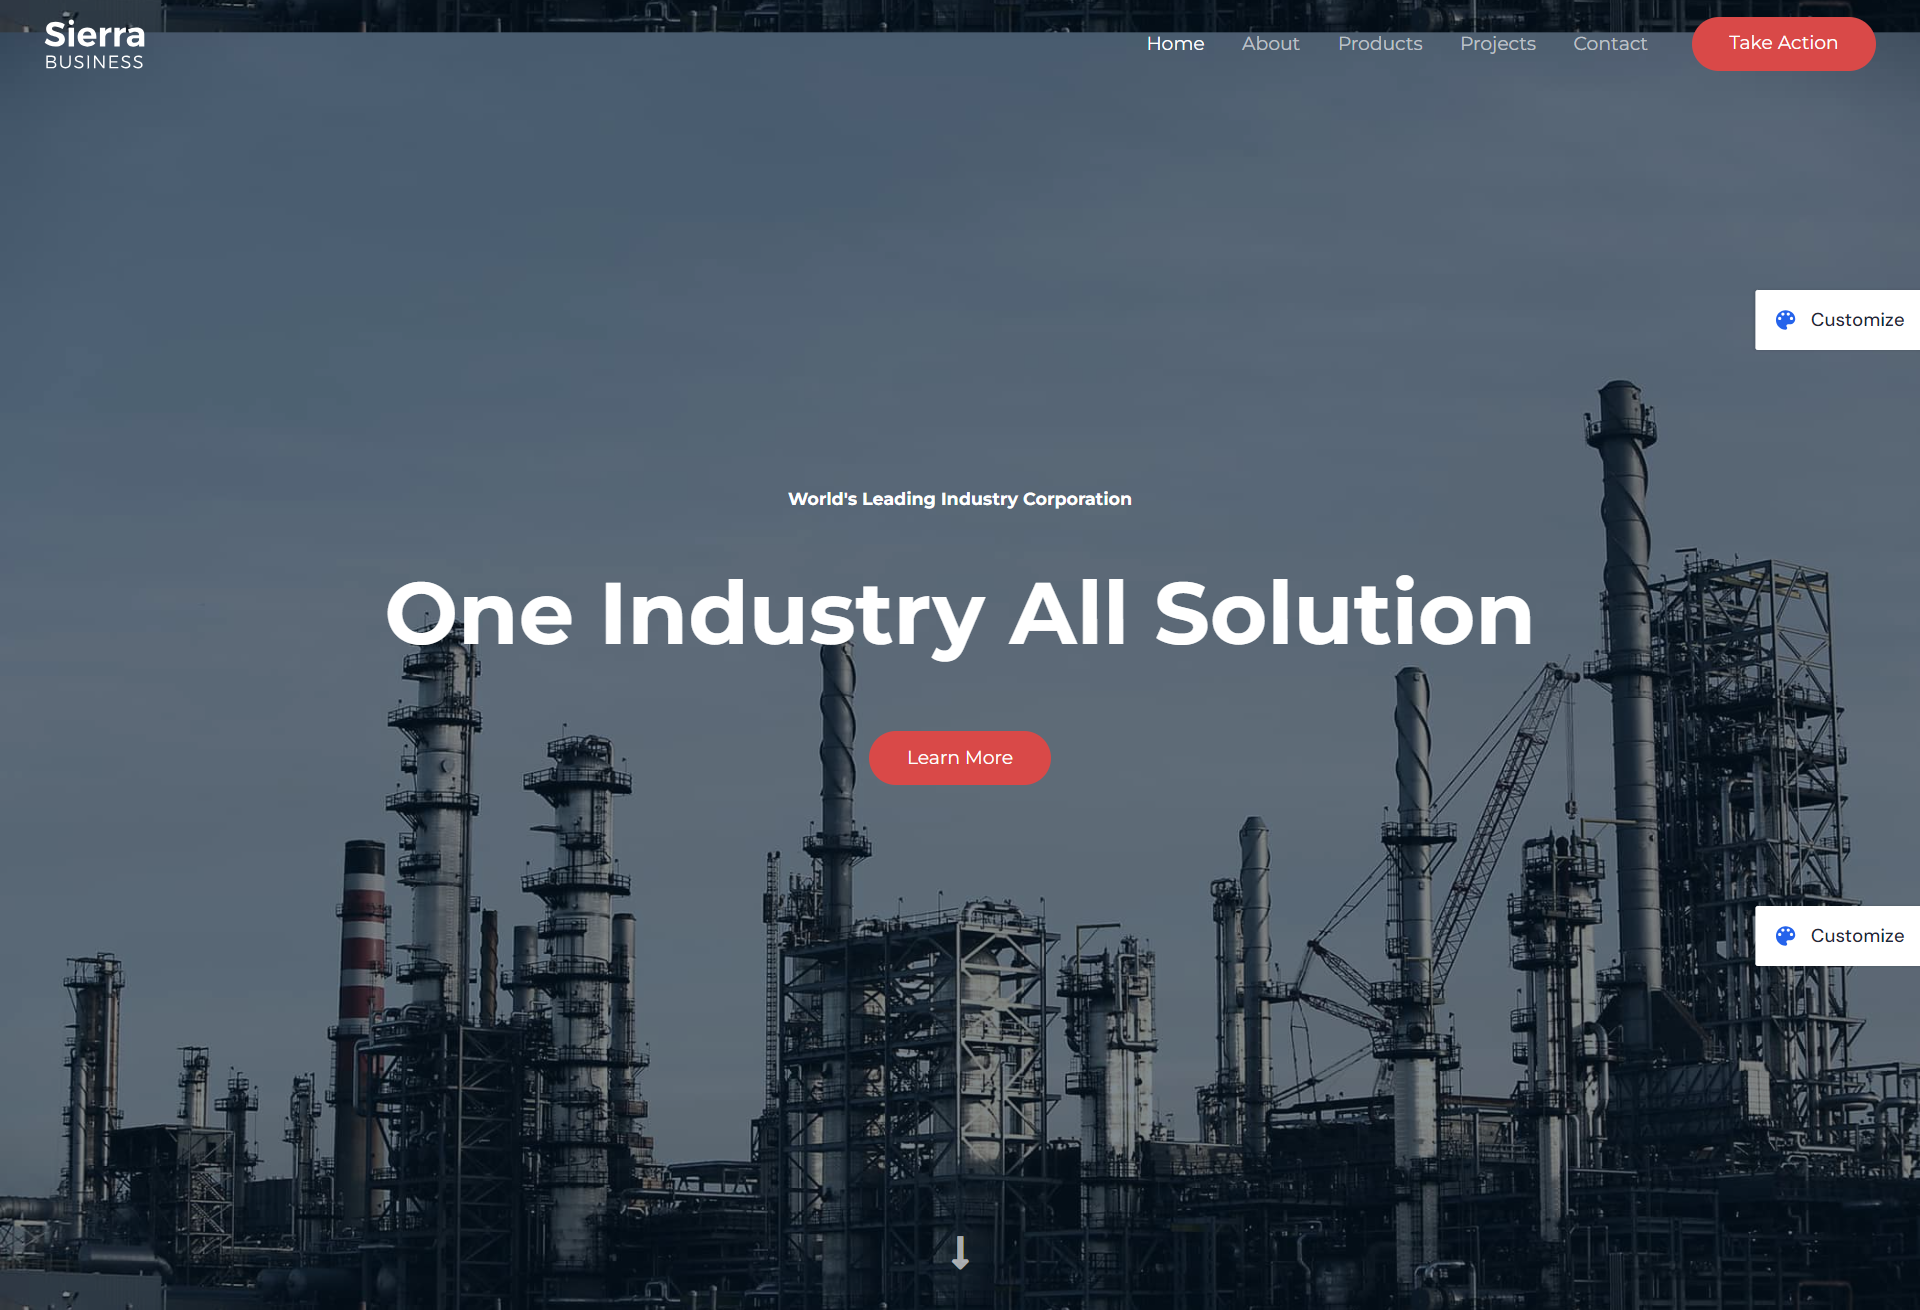 Sierra
BUSINESS
Home About Products Projects Contact Take Action
Customize
World's Leading Industry Corporation
One Industry All Solution
Learn More
Customize